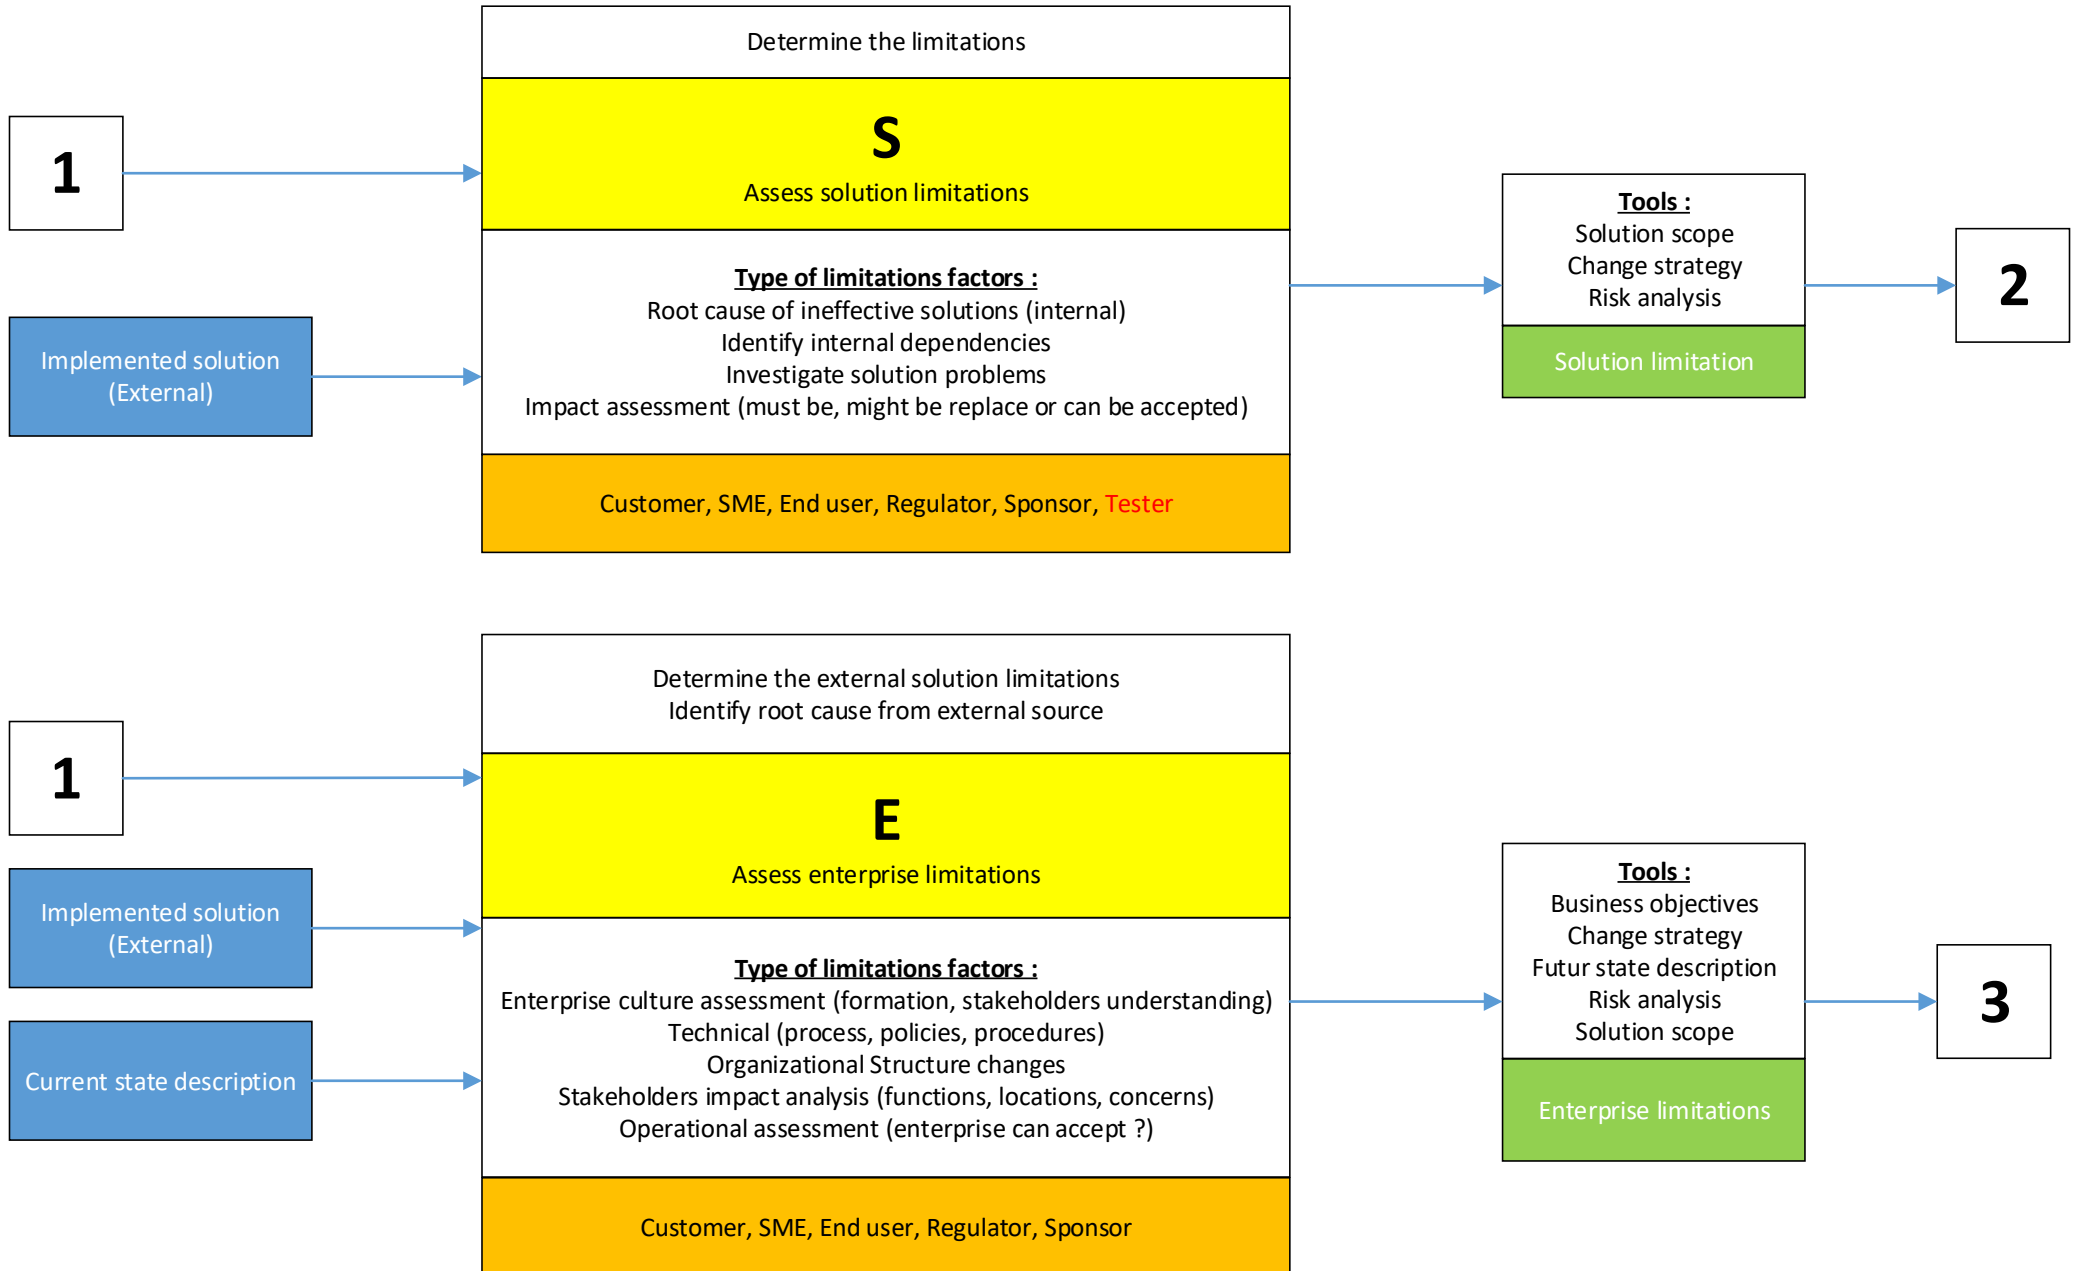 Determine the limitations
1
S
Assess solution limitations
Implemented solution
(External)
Type of limitations factors :
Root cause of ineffective solutions (internal)
Identify internal dependencies
Investigate solution problems
Impact assessment (must be, might be replace or can be accepted)
Customer, SME, End user, Regulator, Sponsor, Tester
Tools :
Solution scope
Change strategy
Risk analysis
Solution limitation
2
Determine the external solution limitations
Identify root cause from external source
1
E
Assess enterprise limitations
Implemented solution
(External)
Current state description
Type of limitations factors :
Enterprise culture assessment (formation, stakeholders understanding)
Technical (process, policies, procedures)
Organizational Structure changes
Stakeholders impact analysis (functions, locations, concerns)
Operational assessment (enterprise can accept ?)
Customer, SME, End user, Regulator, Sponsor
Tools :
Business objectives
Change strategy
Futur state description
Risk analysis
Solution scope
Enterprise limitations
3